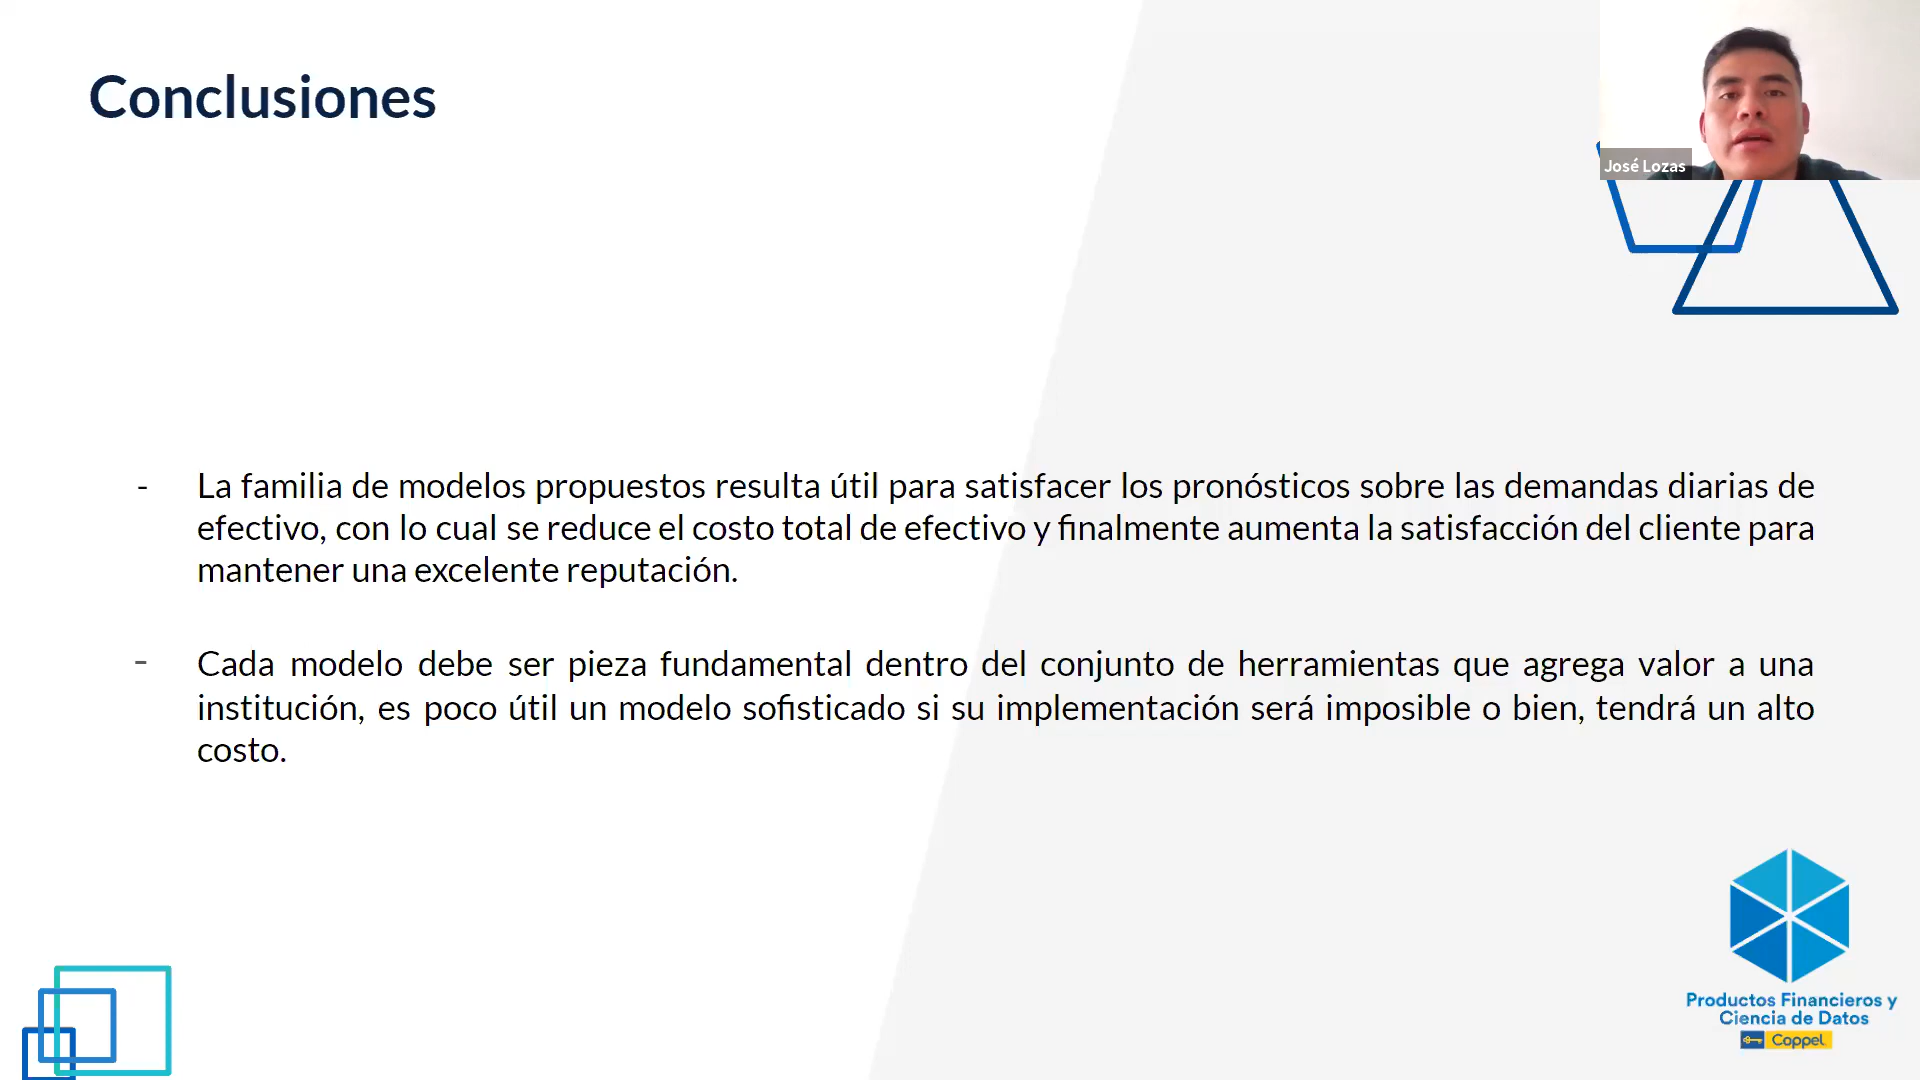 Conclusiones
José Lozas
- La familia de modelos propuestos resulta útil para satisfacer los pronósticos sobre las demandas diarias de
efectivo, con lo cual se reduce el costo total de efectivo y finalmente aumenta la satisfacción del cliente para
mantener una excelente reputación.
- Cada modelo debe ser pieza fundamental dentro del conjunto de herramientas que agrega valor a una
institución, es poco útil un modelo sofisticado si su implementación será imposible o bien, tendrá un alto
costo.
Productos Financieros y
Ciencia de Datos
Coppel